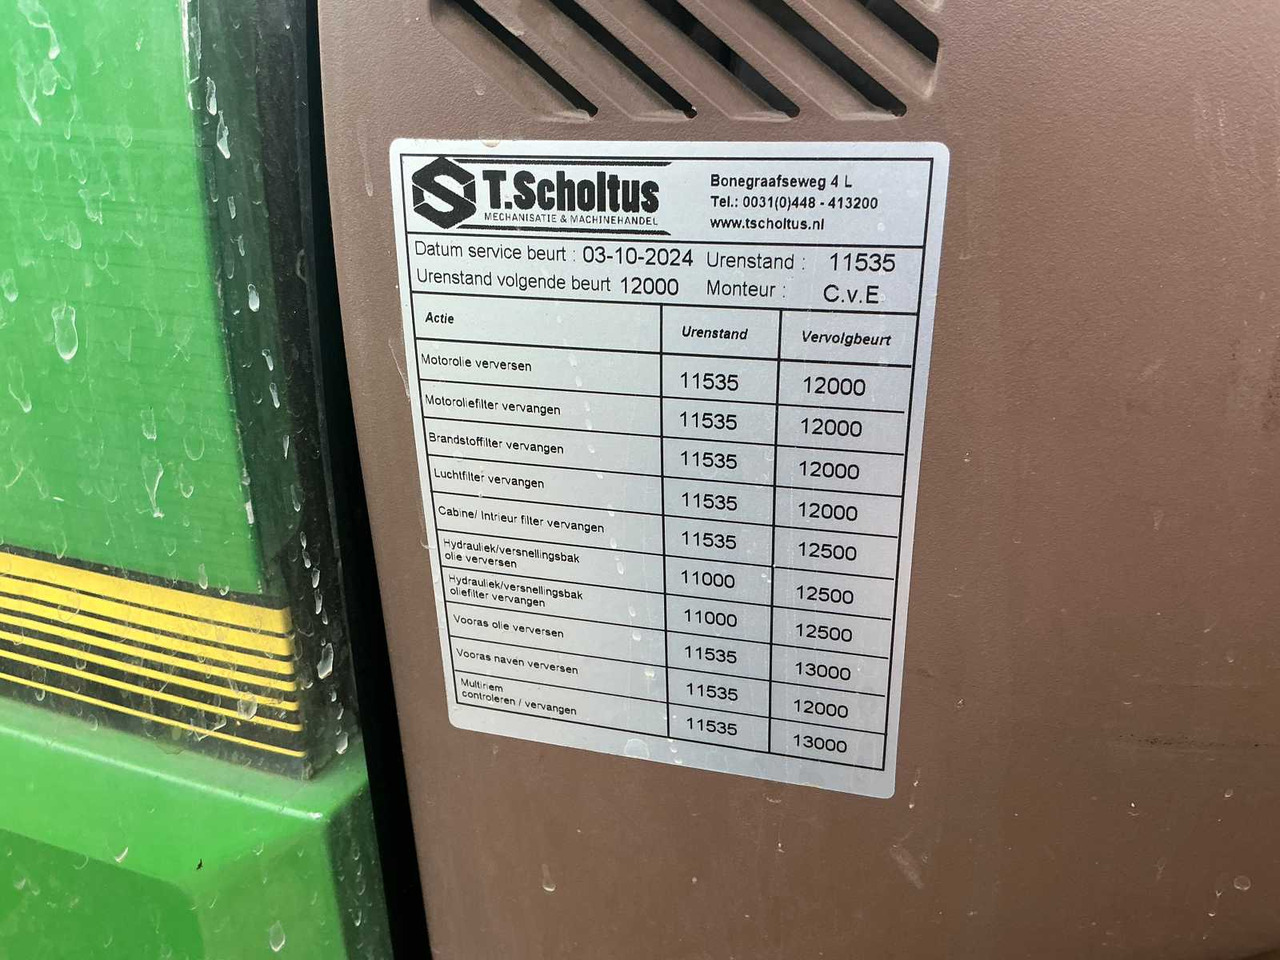 T.Scholtus
MECHANISATIE & MACHINEHANDEL
Bonegraafseweg 4 L
Tel.: 0031(0)448 - 413200
www.tscholtus.nl
Datum service beurt : 03-10-2024 Urenstand : 11535
Urenstand volgende beurt 12000 Monteur : C.v.E
Actie Urenstand Vervolgbeurt
Motorolie verversen 11535 12000
Motoroliefilter vervangen 11535 12000
Brandstoffilter vervangen 11535 12000
Luchtfilter vervangen 11535 12000
Cabine/ Intrieur filter vervangen 11535 12500
Hydrauliek/versnellingsbak
olie verversen 11000 12500
Hydrauliek/versnellingsbak
oliefilter vervangen 11000 12500
Vooras olie verversen 11535 13000
Vooras naven verversen 11535 12000
Multiriem
controleren / vervangen 11535 13000